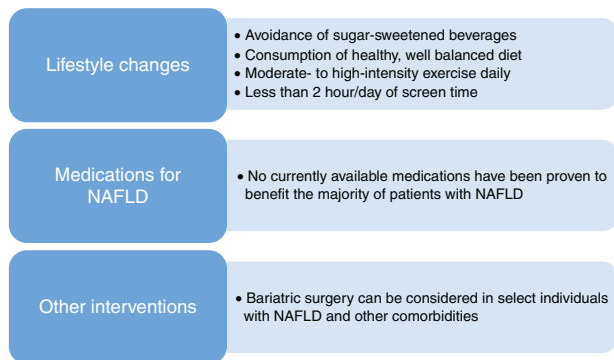 Lifestyle changes
• Avoidance of sugar-sweetened beverages
• Consumption of healthy, well balanced diet
• Moderate- to high-intensity exercise daily
• Less than 2 hour/day of screen time
Medications for
NAFLD
• No currently available medications have been proven to
benefit the majority of patients with NAFLD
Other interventions
• Bariatric surgery can be considered in select individuals
with NAFLD and other comorbidities